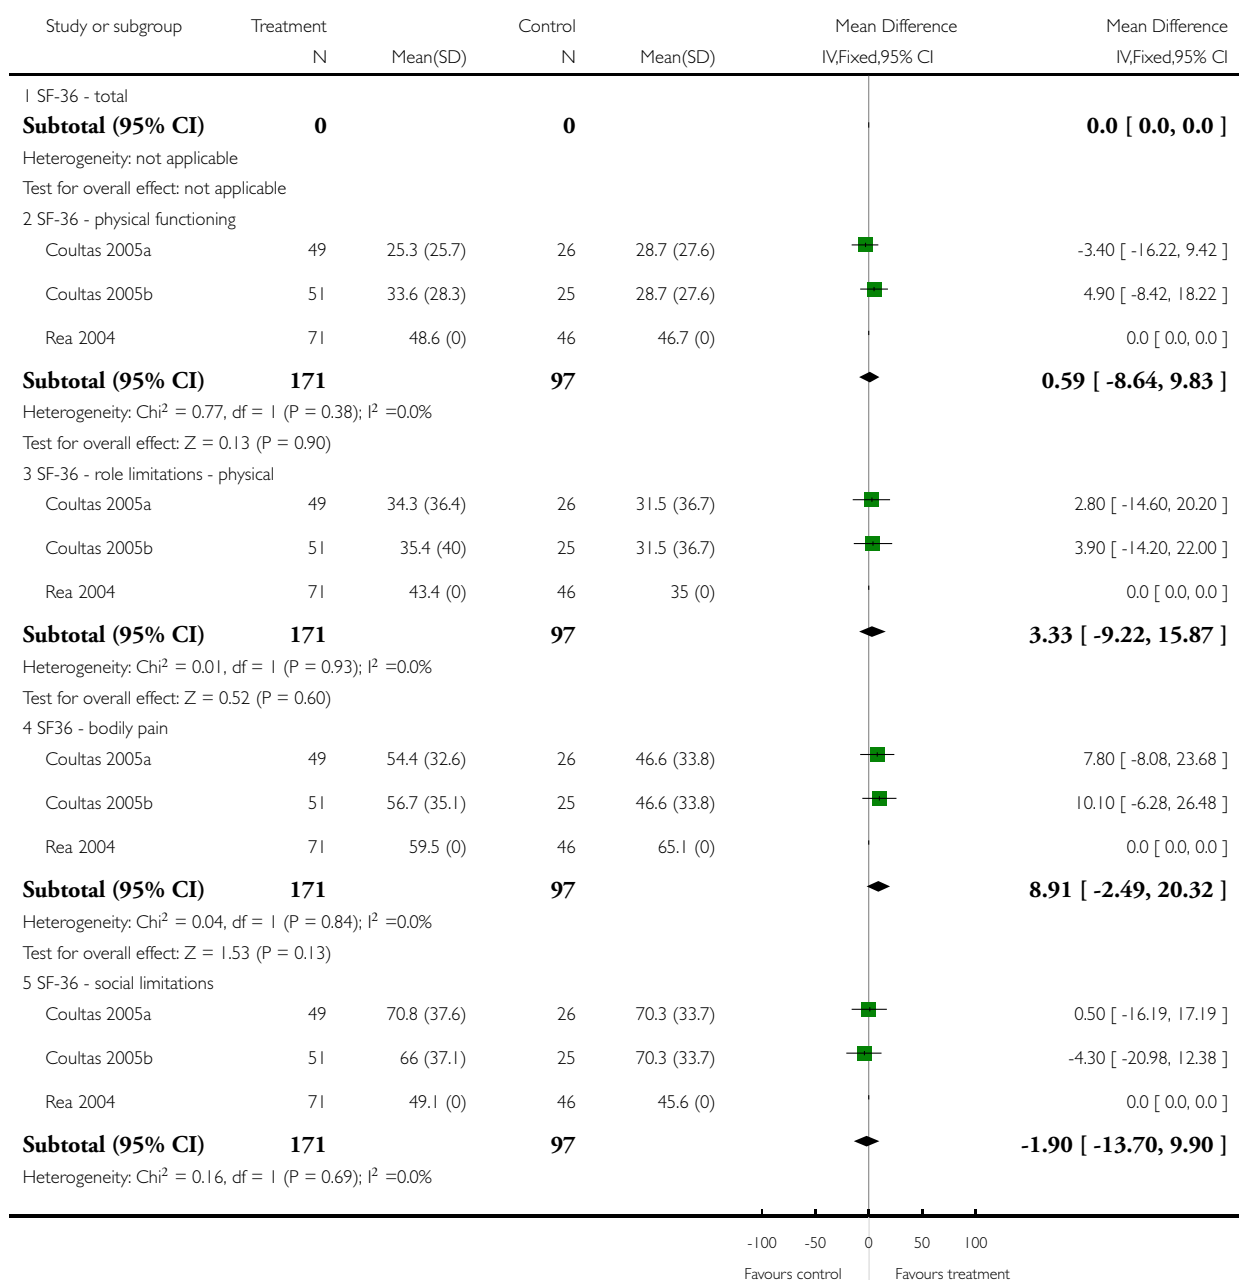 Study or subgroup Treatment Control Mean Difference Mean Difference
N Mean(SD) N Mean(SD) IV,Fixed,95% CI IV,Fixed,95% CI
1 SF-36 - total
Subtotal (95% CI) 0 0 0.0 [ 0.0, 0.0 ]
Heterogeneity: not applicable
Test for overall effect: not applicable
2 SF-36 - physical functioning
Coultas 2005a 49 25.3 (25.7) 26 28.7 (27.6) -3.40 [ -16.22, 9.42 ]
Coultas 2005b 51 33.6 (28.3) 25 28.7 (27.6) 4.90 [ -8.42, 18.22 ]
Rea 2004 71 48.6 (0) 46 46.7 (0) 0.0 [ 0.0, 0.0 ]
Subtotal (95% CI) 171 97 0.59 [ -8.64, 9.83 ]
Heterogeneity: Chi² = 0.77, df = 1 (P = 0.38); I² =0.0%
Test for overall effect: Z = 0.13 (P = 0.90)
3 SF-36 - role limitations - physical
Coultas 2005a 49 34.3 (36.4) 26 31.5 (36.7) 2.80 [ -14.60, 20.20 ]
Coultas 2005b 51 35.4 (40) 25 31.5 (36.7) 3.90 [ -14.20, 22.00 ]
Rea 2004 71 43.4 (0) 46 35 (0) 0.0 [ 0.0, 0.0 ]
Subtotal (95% CI) 171 97 3.33 [ -9.22, 15.87 ]
Heterogeneity: Chi² = 0.01, df = 1 (P = 0.93); I² =0.0%
Test for overall effect: Z = 0.52 (P = 0.60)
4 SF36 - bodily pain
Coultas 2005a 49 54.4 (32.6) 26 46.6 (33.8) 7.80 [ -8.08, 23.68 ]
Coultas 2005b 51 56.7 (35.1) 25 46.6 (33.8) 10.10 [ -6.28, 26.48 ]
Rea 2004 71 59.5 (0) 46 65.1 (0) 0.0 [ 0.0, 0.0 ]
Subtotal (95% CI) 171 97 8.91 [ -2.49, 20.32 ]
Heterogeneity: Chi² = 0.04, df = 1 (P = 0.84); I² =0.0%
Test for overall effect: Z = 1.53 (P = 0.13)
5 SF-36 - social limitations
Coultas 2005a 49 70.8 (37.6) 26 70.3 (33.7) 0.50 [ -16.19, 17.19 ]
Coultas 2005b 51 66 (37.1) 25 70.3 (33.7) -4.30 [ -20.98, 12.38 ]
Rea 2004 71 49.1 (0) 46 45.6 (0) 0.0 [ 0.0, 0.0 ]
Subtotal (95% CI) 171 97 -1.90 [ -13.70, 9.90 ]
Heterogeneity: Chi² = 0.16, df = 1 (P = 0.69); I² =0.0%
-100 -50 0 50 100
Favours control Favours treatment